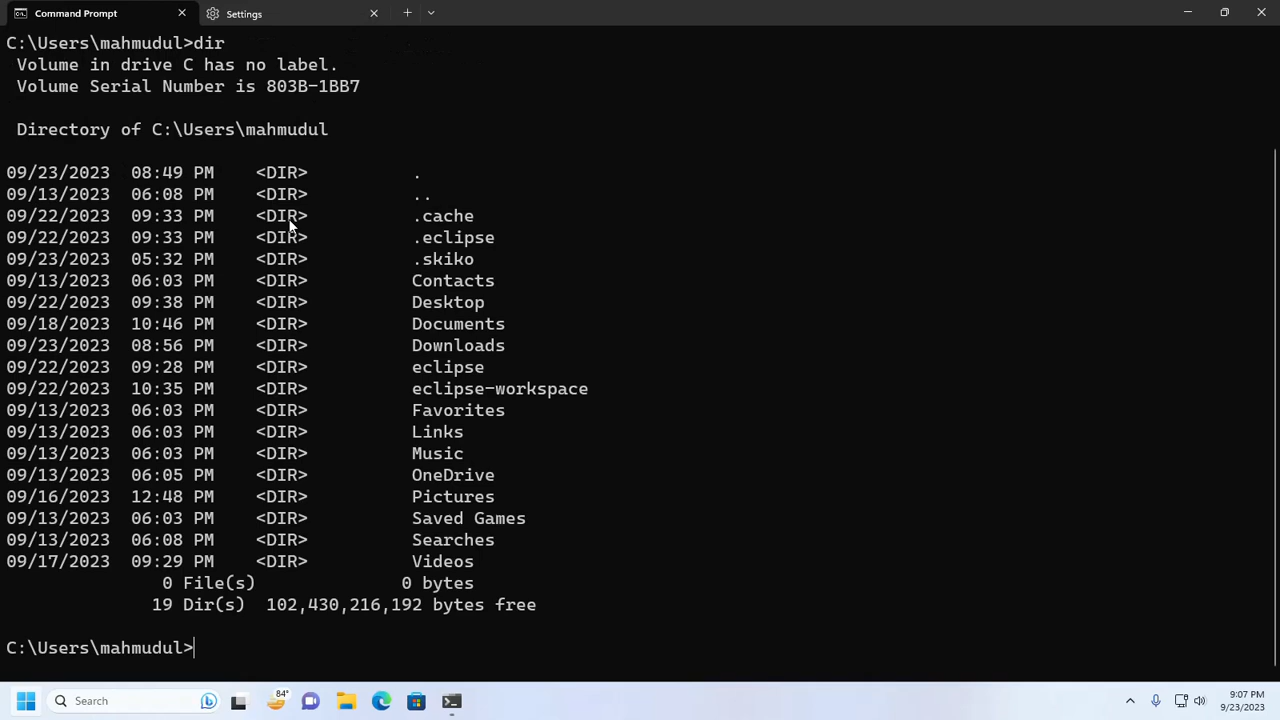 Command Prompt
Settings
C:\Users\mahmudul>dir
 Volume in drive C has no label.
 Volume Serial Number is 803B-1BB7
 Directory of C:\Users\mahmudul
09/23/2023  08:49 PM    <DIR>          .
09/13/2023  06:08 PM    <DIR>          ..
09/22/2023  09:33 PM    <DIR>          .cache
09/22/2023  09:33 PM    <DIR>          .eclipse
09/23/2023  05:32 PM    <DIR>          .skiko
09/13/2023  06:03 PM    <DIR>          Contacts
09/22/2023  09:38 PM    <DIR>          Desktop
09/18/2023  10:46 PM    <DIR>          Documents
09/23/2023  08:56 PM    <DIR>          Downloads
09/22/2023  09:28 PM    <DIR>          eclipse
09/22/2023  10:35 PM    <DIR>          eclipse-workspace
09/13/2023  06:03 PM    <DIR>          Favorites
09/13/2023  06:03 PM    <DIR>          Links
09/13/2023  06:03 PM    <DIR>          Music
09/13/2023  06:05 PM    <DIR>          OneDrive
09/16/2023  12:48 PM    <DIR>          Pictures
09/13/2023  06:03 PM    <DIR>          Saved Games
09/13/2023  06:08 PM    <DIR>          Searches
09/17/2023  09:29 PM    <DIR>          Videos
               0 File(s)              0 bytes
              19 Dir(s)  102,430,216,192 bytes free
C:\Users\mahmudul>
Search
84°
9:07 PM
9/23/2023